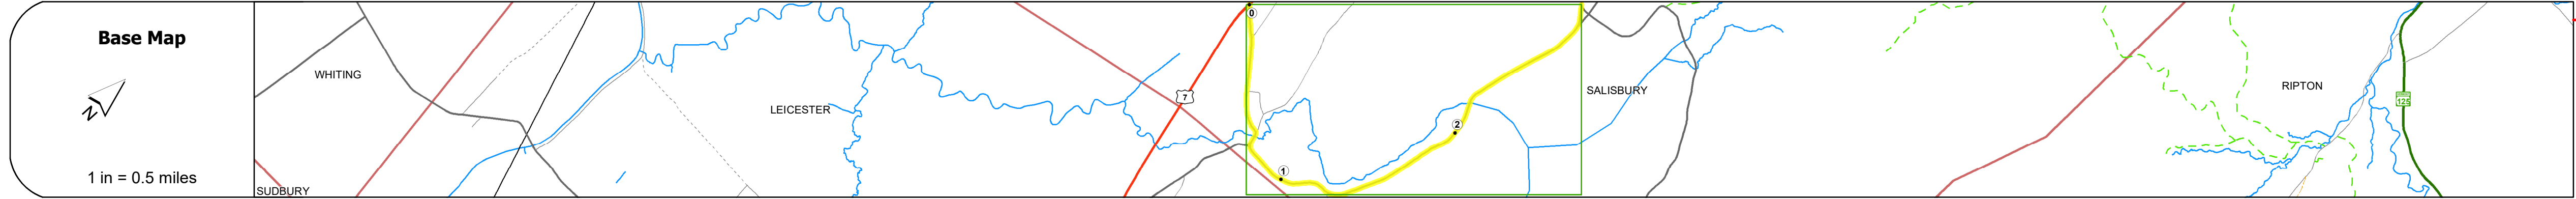 Base Map
N
1 in = 0.5 miles
WHITING
SUDBURY
LEICESTER
7
0
1
2
SALISBURY
RIPTON
125